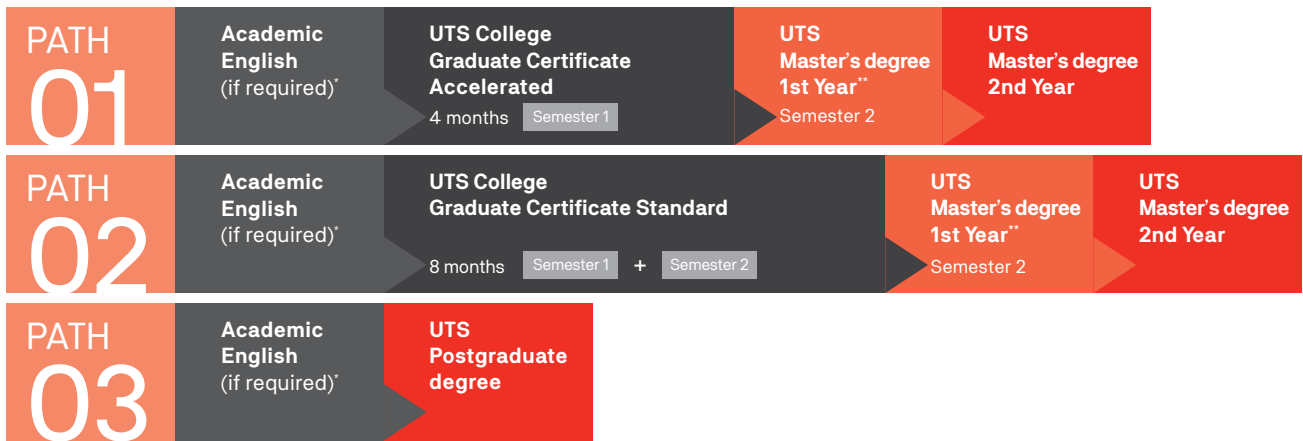 PATH
01
Academic
English
(if required)*
UTS College
Graduate Certificate
Accelerated
4 months Semester 1
UTS
Master's degree
1st Year**
Semester 2
UTS
Master's degree
2nd Year
PATH
02
Academic
English
(if required)*
UTS College
Graduate Certificate Standard
8 months Semester 1 + Semester 2
UTS
Master's degree
1st Year**
Semester 2
UTS
Master's degree
2nd Year
PATH
03
Academic
English
(if required)*
UTS
Postgraduate
degree